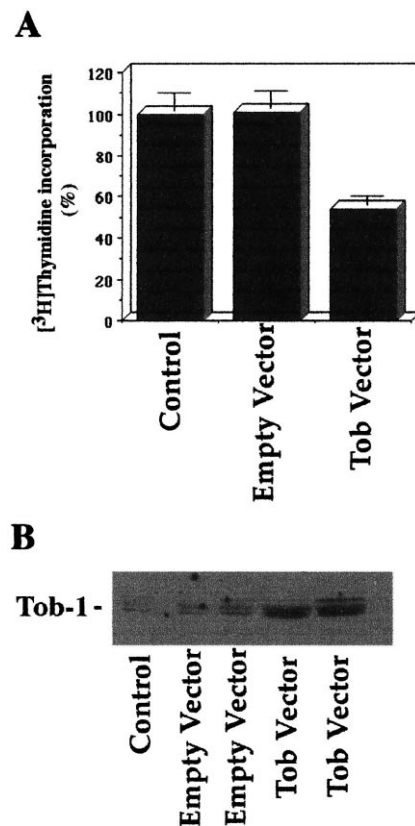 A
[³H]Thymidine incorporation
(%)
120
100
80
60
40
20
0
Control
Empty Vector
Tob Vector
B
Tob-1 -
Control
Empty Vector
Empty Vector
Tob Vector
Tob Vector